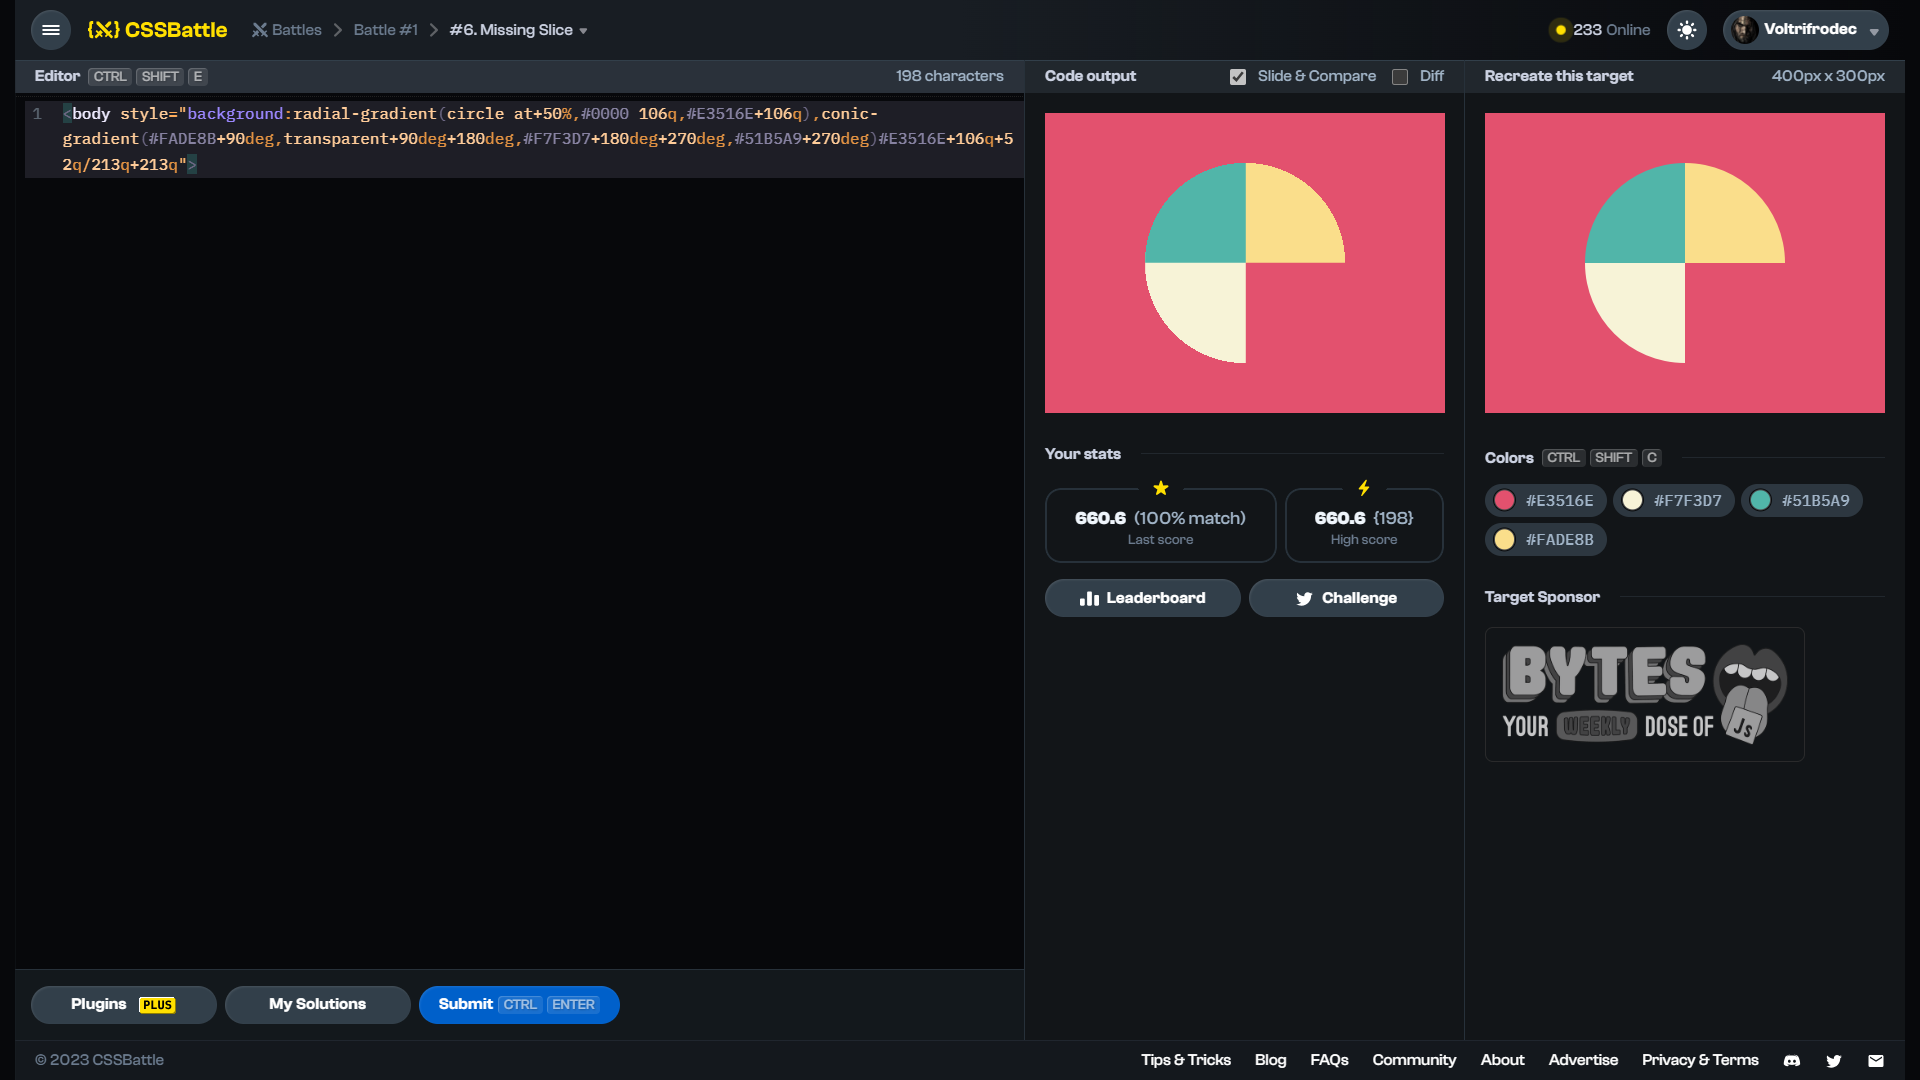 CSSBattle
Battles
Battle #1
#6. Missing Slice
233 Online
Voltrifrodec
Editor CTRL SHIFT E
198 characters
1
<body style="background:radial-gradient(circle at+50%,#0000 106q,#E3516E+106q),conic-
gradient(#FADE8B+90deg,transparent+90deg+180deg,#F7F3D7+180deg+270deg,#51B5A9+270deg)#E3516E+106q+5
2q/213q+213q">
Plugins PLUS
My Solutions
Submit CTRL ENTER
Code output
Slide & Compare
Diff
Your stats
660.6 (100% match)
Last score
660.6 {198}
High score
Leaderboard
Challenge
Recreate this target
400px x 300px
Colors CTRL SHIFT C
#E3516E
#F7F3D7
#51B5A9
#FADE8B
Target Sponsor
BYTES
YOUR WEEKLY DOSE OF JS
© 2023 CSSBattle
Tips & Tricks
Blog
FAQs
Community
About
Advertise
Privacy & Terms